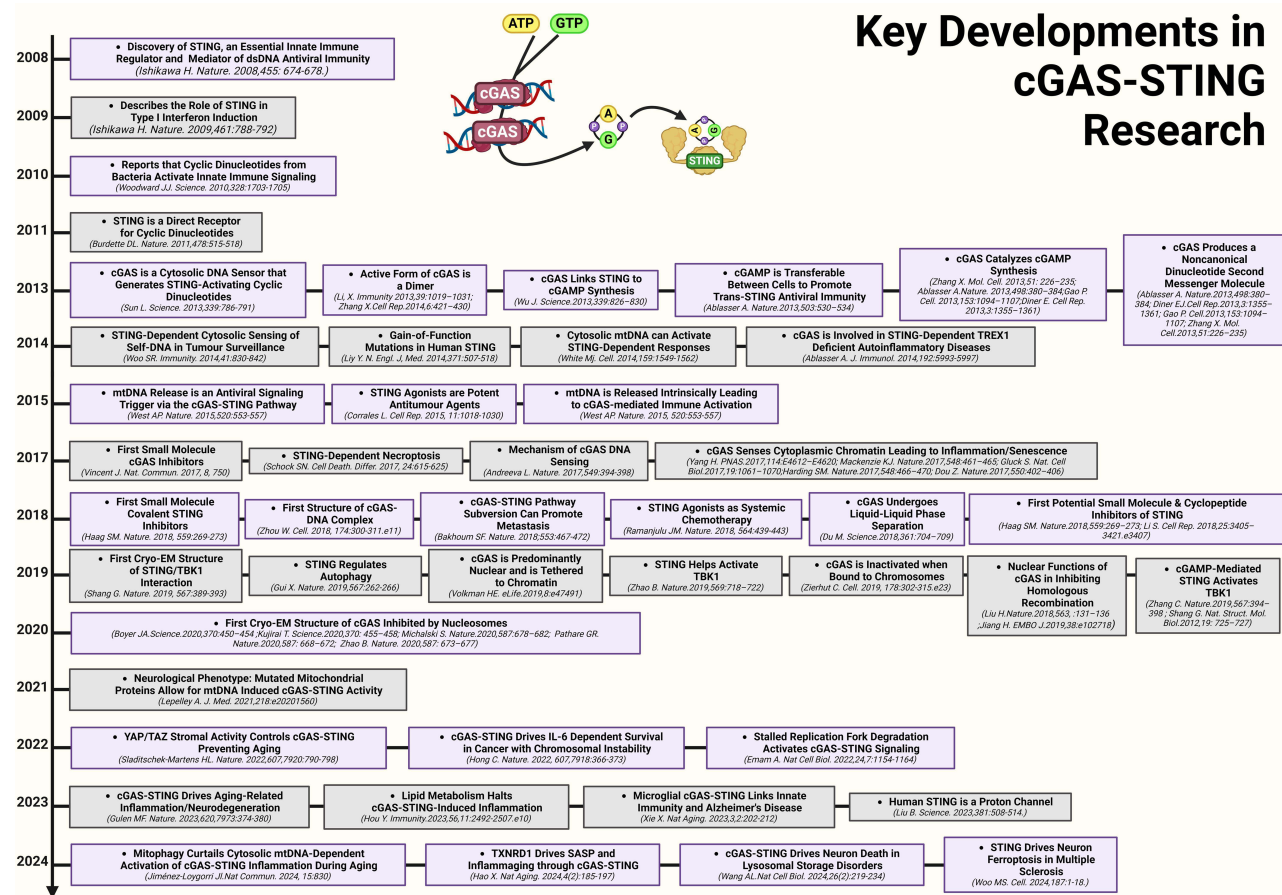 Key Developments in
cGAS-STING
Research
ATP
GTP
cGAS
cGAS
A
P
P
G
A
G
STING
2008
• Discovery of STING, an Essential Innate Immune
Regulator and Mediator of dsDNA Antiviral Immunity
(Ishikawa H. Nature. 2008,455: 674-678.)
2009
• Describes the Role of STING in
Type I Interferon Induction
(Ishikawa H. Nature. 2009,461:788-792)
2010
• Reports that Cyclic Dinucleotides from
Bacteria Activate Innate Immune Signaling
(Woodward JJ. Science. 2010,328:1703-1705)
2011
• STING is a Direct Receptor
for Cyclic Dinucleotides
(Burdette DL. Nature. 2011,478:515-518)
2013
• cGAS is a Cytosolic DNA Sensor that
Generates STING-Activating Cyclic
Dinucleotides
(Sun L. Science. 2013,339:786-791)
• Active Form of cGAS is
a Dimer
(Li, X. Immunity 2013,39:1019–1031;
Zhang X.Cell Rep.2014,6:421–430)
• cGAS Links STING to
cGAMP Synthesis
(Wu J. Science.2013,339:826–830)
• cGAMP is Transferable
Between Cells to Promote
Trans-STING Antiviral Immunity
(Ablasser A. Nature.2013,503:530–534)
• cGAS Catalyzes cGAMP
Synthesis
(Zhang X. Mol. Cell. 2013,51: 226–235;
Ablasser A.Nature. 2013,498:380–384;Gao P.
Cell. 2013,153:1094–1107;Diner E. Cell Rep.
2013,3:1355–1361)
• cGAS Produces a
Noncanonical
Dinucleotide Second
Messenger Molecule
(Ablasser A. Nature.2013,498:380–
384; Diner EJ.Cell Rep.2013,3:1355–
1361; Gao P. Cell.2013,153:1094–
1107; Zhang X. Mol.
Cell.2013,51:226–235)
2014
• STING-Dependent Cytosolic Sensing of
Self-DNA in Tumour Surveillance
(Woo SR. Immunity. 2014,41:830-842)
• Gain-of-Function
Mutations in Human STING
(Liy Y. N. Engl. J, Med. 2014,371:507-518)
• Cytosolic mtDNA can Activate
STING-Dependent Responses
(White Mj. Cell. 2014,159:1549-1562)
• cGAS is Involved in STING-Dependent TREX1
Deficient Autoinflammatory Diseases
(Ablasser A. J. Immunol. 2014,192:5993-5997)
2015
• mtDNA Release is an Antiviral Signaling
Trigger via the cGAS-STING Pathway
(West AP. Nature. 2015,520:553-557)
• STING Agonists are Potent
Antitumour Agents
(Corrales L. Cell Rep. 2015, 11:1018-1030)
• mtDNA is Released Intrinsically Leading
to cGAS-mediated Immune Activation
(West AP. Nature. 2015, 520:553-557)
2017
• First Small Molecule
cGAS Inhibitors
(Vincent J. Nat Commun. 2017, 8, 750)
• STING-Dependent Necroptosis
(Schock SN. Cell Death. Differ. 2017, 24:615-625)
• Mechanism of cGAS DNA
Sensing
(Andreeva L. Nature. 2017,549:394-398)
• cGAS Senses Cytoplasmic Chromatin Leading to Inflammation/Senescence
(Yang H. PNAS.2017,114:E4612–E4620; Mackenzie KJ. Nature.2017,548:461–465; Gluck S. Nat. Cell
Biol.2017,19:1061–1070;Harding SM. Nature.2017,548:466–470; Dou Z. Nature.2017,550:402–406)
2018
• First Small Molecule
Covalent STING
Inhibitors
(Haag SM. Nature. 2018, 559:269-273)
• First Structure of cGAS-
DNA Complex
(Zhou W. Cell. 2018, 174:300-311.e11)
• cGAS-STING Pathway
Subversion Can Promote
Metastasis
(Bakhoum SF. Nature. 2018;553:467-472)
• STING Agonists as Systemic
Chemotherapy
(Ramanjulu JM. Nature. 2018, 564:439-443)
• cGAS Undergoes
Liquid-Liquid Phase
Separation
(Du M. Science.2018,361:704–709)
• First Potential Small Molecule & Cyclopeptide
Inhibitors of STING
(Haag SM. Nature.2018,559:269–273; Li S. Cell Rep. 2018,25:3405–
3421.e3407)
2019
• First Cryo-EM Structure
of STING/TBK1
Interaction
(Shang G. Nature. 2019, 567:389-393)
• STING Regulates
Autophagy
(Gui X. Nature. 2019,567:262-266)
• cGAS is Predominantly
Nuclear and is Tethered
to Chromatin
(Volkman HE. eLife.2019,8:e47491)
• STING Helps Activate
TBK1
(Zhao B. Nature.2019,569:718–722)
• cGAS is Inactivated when
Bound to Chromosomes
(Zierhut C. Cell. 2019, 178:302-315.e23)
• Nuclear Functions of
cGAS in Inhibiting
Homologous
Recombination
(Liu H.Nature.2018,563, :131–136
;Jiang H. EMBO J.2019,38:e102718)
• cGAMP-Mediated
STING Activates
TBK1
(Zhang C. Nature.2019,567:394–
398 ; Shang G. Nat. Struct. Mol.
Biol.2012,19: 725–727)
2020
• First Cryo-EM Structure of cGAS Inhibited by Nucleosomes
(Boyer JA.Science.2020,370:450–454 ;Kujirai T. Science.2020,370: 455–458; Michalski S. Nature.2020,587:678–682; Pathare GR.
Nature.2020,587: 668–672; Zhao B. Nature.2020,587: 673–677)
2021
• Neurological Phenotype: Mutated Mitochondrial
Proteins Allow for mtDNA Induced cGAS-STING Activity
(Lepelley A. J. Med. 2021,218:e20201560)
2022
• YAP/TAZ Stromal Activity Controls cGAS-STING
Preventing Aging
(Sladitschek-Martens HL. Nature. 2022,607,7920:790-798)
• cGAS-STING Drives IL-6 Dependent Survival
in Cancer with Chromosomal Instability
(Hong C. Nature. 2022, 607,7918:366-373)
• Stalled Replication Fork Degradation
Activates cGAS-STING Signaling
(Emam A. Nat Cell Biol. 2022,24,7:1154-1164)
2023
• cGAS-STING Drives Aging-Related
Inflammation/Neurodegeneration
(Gulen MF. Nature. 2023,620,7973:374-380)
• Lipid Metabolism Halts
cGAS-STING-Induced Inflammation
(Hou Y. Immunity.2023,56,11:2492-2507.e10)
• Microglial cGAS-STING Links Innate
Immunity and Alzheimer's Disease
(Xie X. Nat Aging. 2023,3,2:202-212)
• Human STING is a Proton Channel
(Liu B. Science. 2023,381:508-514.)
2024
• Mitophagy Curtails Cytosolic mtDNA-Dependent
Activation of cGAS-STING Inflammation During Aging
(Jiménez-Loygorri JI.Nat Commun. 2024, 15:830)
• TXNRD1 Drives SASP and
Inflammaging through cGAS-STING
(Hao X. Nat Aging. 2024,4(2):185-197)
• cGAS-STING Drives Neuron Death in
Lysosomal Storage Disorders
(Wang AL.Nat Cell Biol. 2024,26(2):219-234)
• STING Drives Neuron
Ferroptosis in Multiple
Sclerosis
(Woo MS. Cell. 2024,187:1-18.)